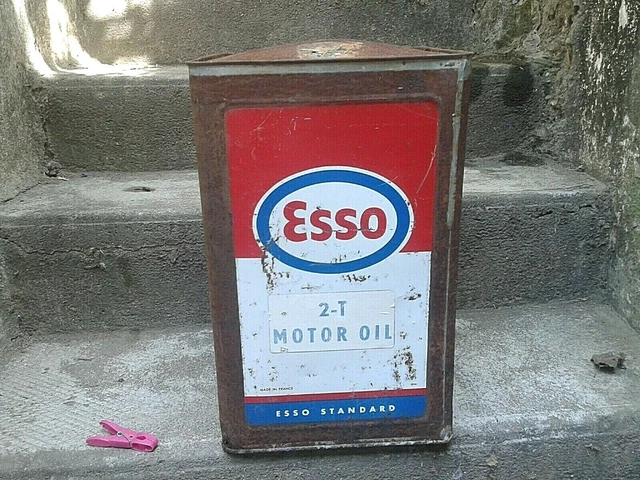 Esso
2-T
MOTOR OIL
MADE IN FRANCE
ESSO STANDARD